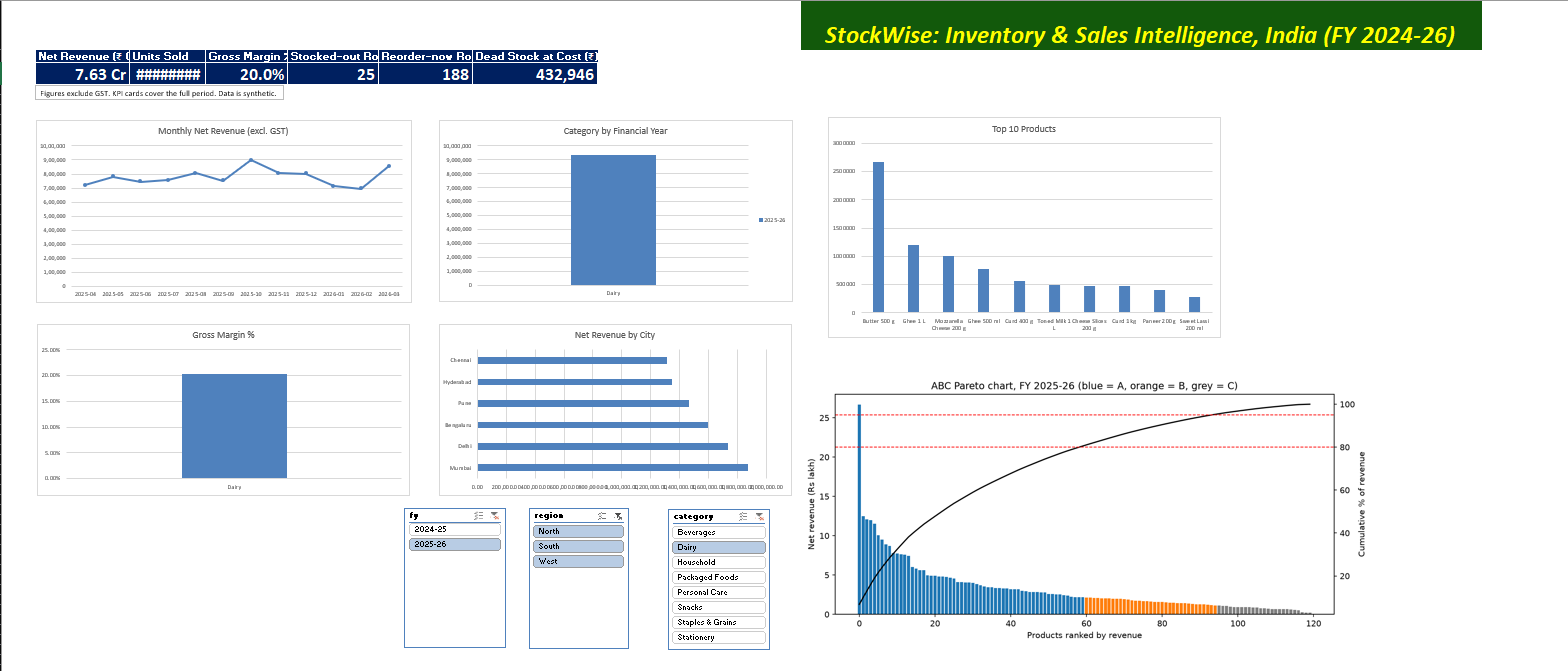 StockWise: Inventory & Sales Intelligence, India (FY 2024-26)
Net Revenue (₹ (
Units Sold
Gross Margin %
Stocked-out Ro
Reorder-now Ro
Dead Stock at Cost (₹)
7.63 Cr
########
20.0%
25
188
432,946
Figures exclude GST. KPI cards cover the full period. Data is synthetic.
Monthly Net Revenue (excl. GST)
10,00,000
9,00,000
8,00,000
7,00,000
6,00,000
5,00,000
4,00,000
3,00,000
2,00,000
1,00,000
0
2025-04 2025-05 2025-06 2025-07 2025-08 2025-09 2025-10 2025-11 2025-12 2026-01 2026-02 2026-03
Category by Financial Year
10,000,000
9,000,000
8,000,000
7,000,000
6,000,000
5,000,000
4,000,000
3,000,000
2,000,000
1,000,000
0
Dairy
2025-26
Top 10 Products
3000000
2500000
2000000
1500000
1000000
500000
0
Butter 500 g
Ghee 1 L
Mozzarella
Cheese 200 g
Ghee 500 ml
Curd 400 g
Toned Milk 1
L
Cheese Slices
200 g
Curd 1 kg
Paneer 200 g
Sweet Lassi
200 ml
Gross Margin %
25.00%
20.00%
15.00%
10.00%
5.00%
0.00%
Dairy
Net Revenue by City
Chennai
Hyderabad
Pune
Bengaluru
Delhi
Mumbai
0.00
ABC Pareto chart, FY 2025-26 (blue = A, orange = B, grey = C)
Net revenue (Rs lakh)
25
20
15
10
5
0
100
80
60
40
20
Cumulative % of revenue
0 20 40 60 80 100 120
Products ranked by revenue
fy
2024-25
2025-26
region
North
South
West
category
Beverages
Dairy
Household
Packaged Foods
Personal Care
Snacks
Staples & Grains
Stationery